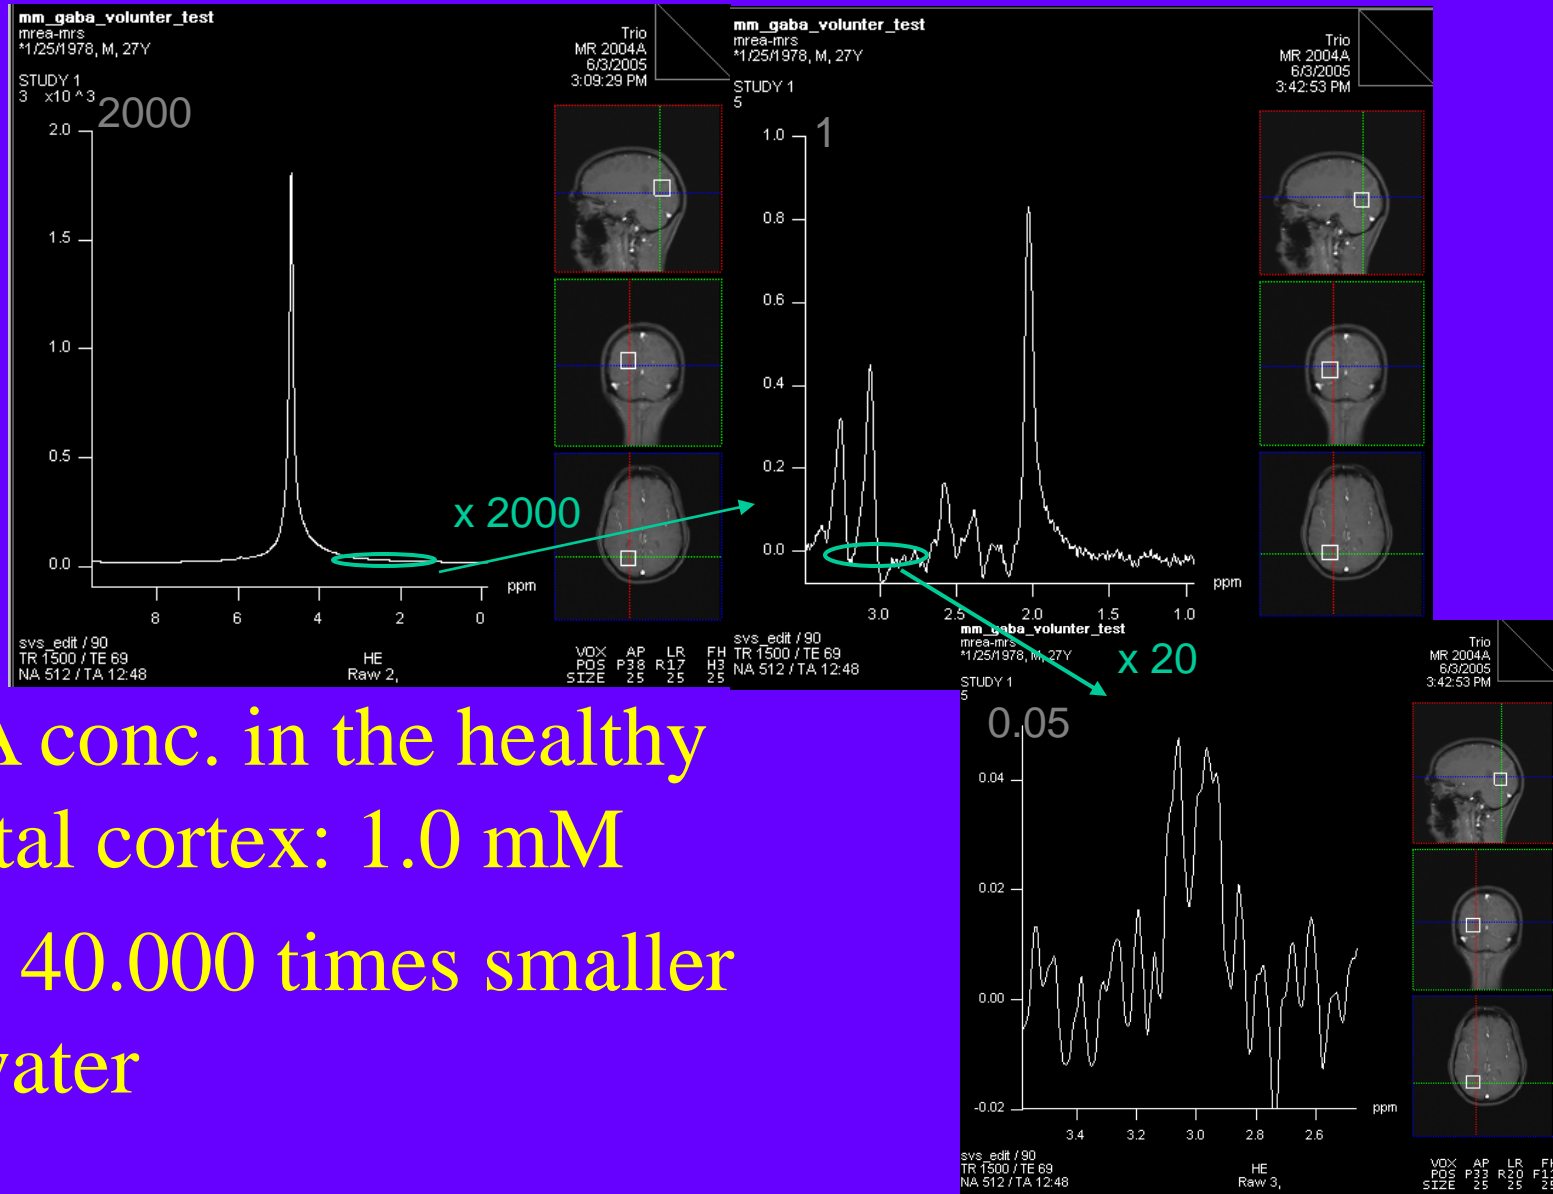 mm_gaba_volunter_test
mrea-mrs
*1/25/1978, M, 27Y
STUDY 1
3 x10 ^ 3
Trio
MR 2004A
6/3/2005
3:09:29 PM
2000
2.0
1.5
1.0
0.5
0.0
8 6 4 2 0
ppm
x 2000
svs_edit / 90
TR 1500 / TE 69
NA 512 / TA 12:48
HE
Raw 2,
VOX AP LR FH
POS P38 R17 H3
SIZE 25 25 25
mm_gaba_volunter_test
mrea-mrs
*1/25/1978, M, 27Y
STUDY 1
5
Trio
MR 2004A
6/3/2005
3:42:53 PM
1
1.0
0.8
0.6
0.4
0.2
0.0
3.0 2.5 2.0 1.5 1.0
ppm
svs_edit / 90
TR 1500 / TE 69
NA 512 / TA 12:48
x 20
mm_gaba_volunter_test
mrea-mrs
*1/25/1978, M, 27Y
STUDY 1
5
Trio
MR 2004A
6/3/2005
3:42:53 PM
0.05
0.04
0.02
0.00
-0.02
3.4 3.2 3.0 2.8 2.6
ppm
svs_edit / 90
TR 1500 / TE 69
NA 512 / TA 12:48
HE
Raw 3,
VOX AP LR
POS P33 R20
SIZE 25 25
conc. in the healthy
tal cortex: 1.0 mM
40.000 times smaller
ater